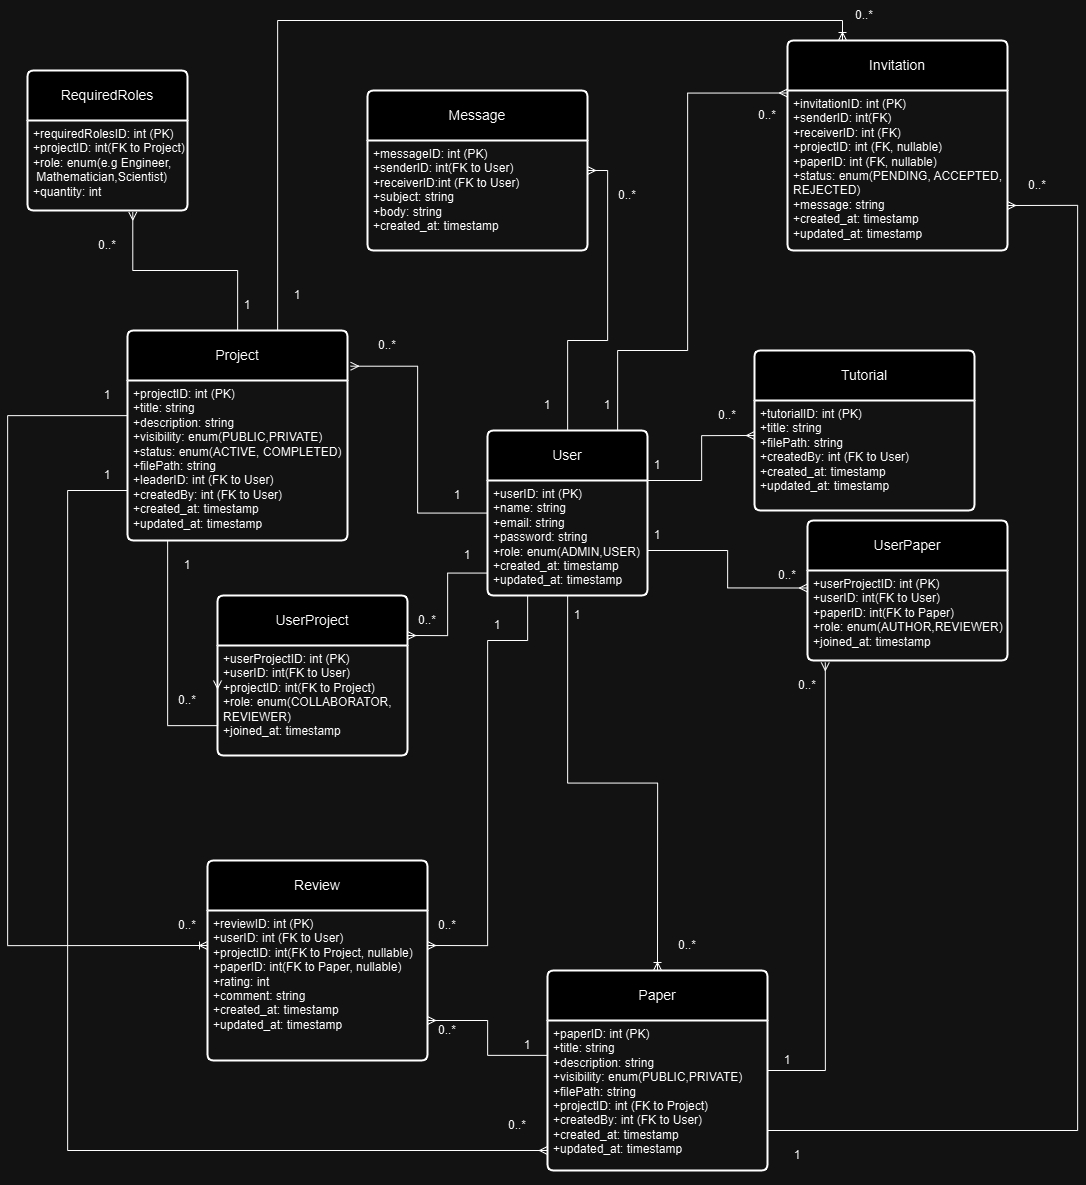 0..*
Invitation
+invitationID: int (PK)
+senderID: int(FK)
+receiverID: int (FK)
+projectID: int (FK, nullable)
+paperID: int (FK, nullable)
+status: enum(PENDING, ACCEPTED,
REJECTED)
+message: string
+created_at: timestamp
+updated_at: timestamp
0..*
0..*
RequiredRoles
+requiredRolesID: int (PK)
+projectID: int(FK to Project)
+role: enum(e.g Engineer,
Mathematician,Scientist)
+quantity: int
0..*
1
1
Message
+messageID: int (PK)
+senderID: int(FK to User)
+receiverID:int (FK to User)
+subject: string
+body: string
+created_at: timestamp
0..*
Project
+projectID: int (PK)
+title: string
+description: string
+visibility: enum(PUBLIC,PRIVATE)
+status: enum(ACTIVE, COMPLETED)
+filePath: string
+leaderID: int (FK to User)
+createdBy: int (FK to User)
+created_at: timestamp
+updated_at: timestamp
0..*
1
1
1
1
1
User
+userID: int (PK)
+name: string
+email: string
+password: string
+role: enum(ADMIN,USER)
+created_at: timestamp
+updated_at: timestamp
1
1
1
1
1
1
Tutorial
+tutorialID: int (PK)
+title: string
+filePath: string
+createdBy: int (FK to User)
+created_at: timestamp
+updated_at: timestamp
0..*
UserPaper
+userProjectID: int (PK)
+userID: int(FK to User)
+paperID: int(FK to Paper)
+role: enum(AUTHOR,REVIEWER)
+joined_at: timestamp
0..*
0..*
UserProject
+userProjectID: int (PK)
+userID: int(FK to User)
+projectID: int(FK to Project)
+role: enum(COLLABORATOR,
REVIEWER)
+joined_at: timestamp
0..*
0..*
Review
+reviewID: int (PK)
+userID: int (FK to User)
+projectID: int(FK to Project, nullable)
+paperID: int(FK to Paper, nullable)
+rating: int
+comment: string
+created_at: timestamp
+updated_at: timestamp
0..*
0..*
0..*
0..*
Paper
+paperID: int (PK)
+title: string
+description: string
+visibility: enum(PUBLIC,PRIVATE)
+filePath: string
+projectID: int (FK to Project)
+createdBy: int (FK to User)
+created_at: timestamp
+updated_at: timestamp
1
1
0..*
1